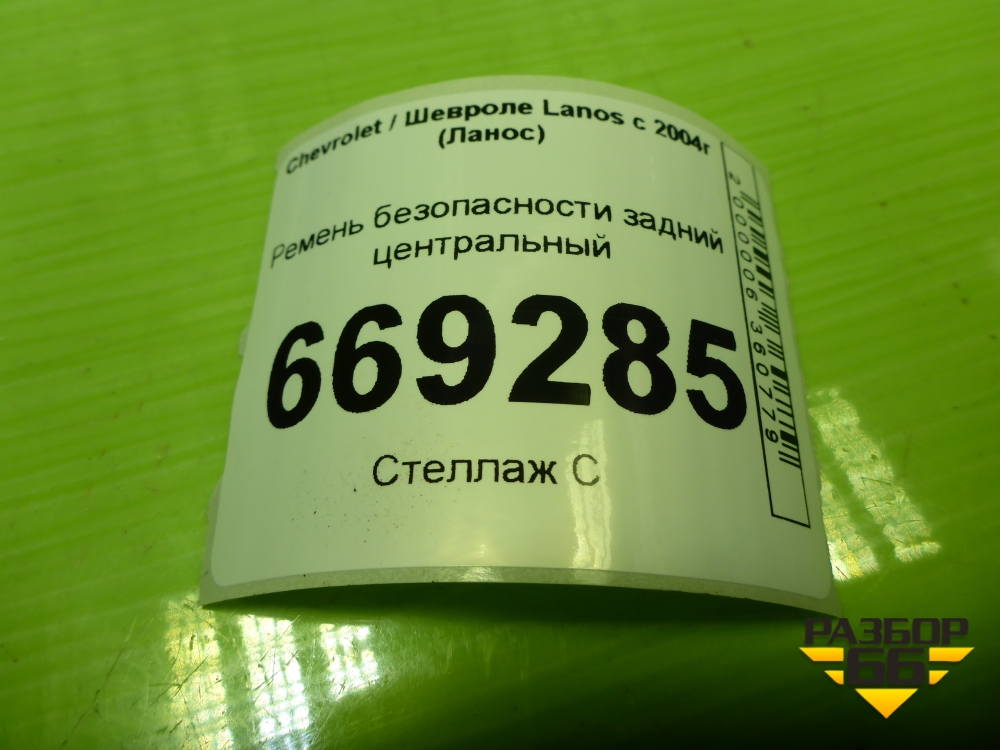 Chevrolet / Шевроле Lanos с 2004г
(Ланос)
Ремень безопасности задний
центральный
669285
Стеллаж С
2000006360779
РАЗБОР
66